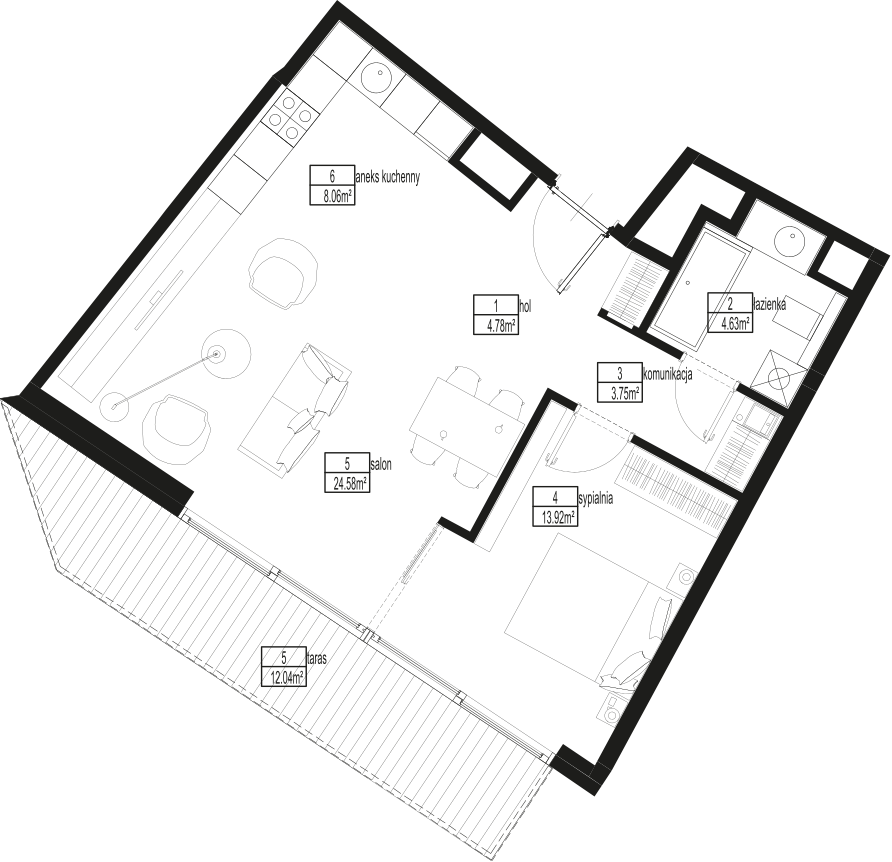 6 aneks kuchenny
8.06m²
1 hol
4.78m²
2 łazienka
4.63m²
3 komunikacja
3.75m²
5 salon
24.58m²
4 sypialnia
13.92m²
5 taras
12.04m²